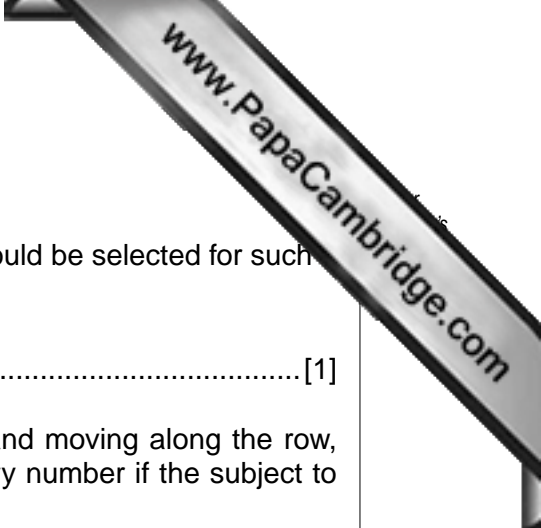 www.PapaCambridge.com
ould be selected for such
....................................[1]
nd moving along the row,
y number if the subject to